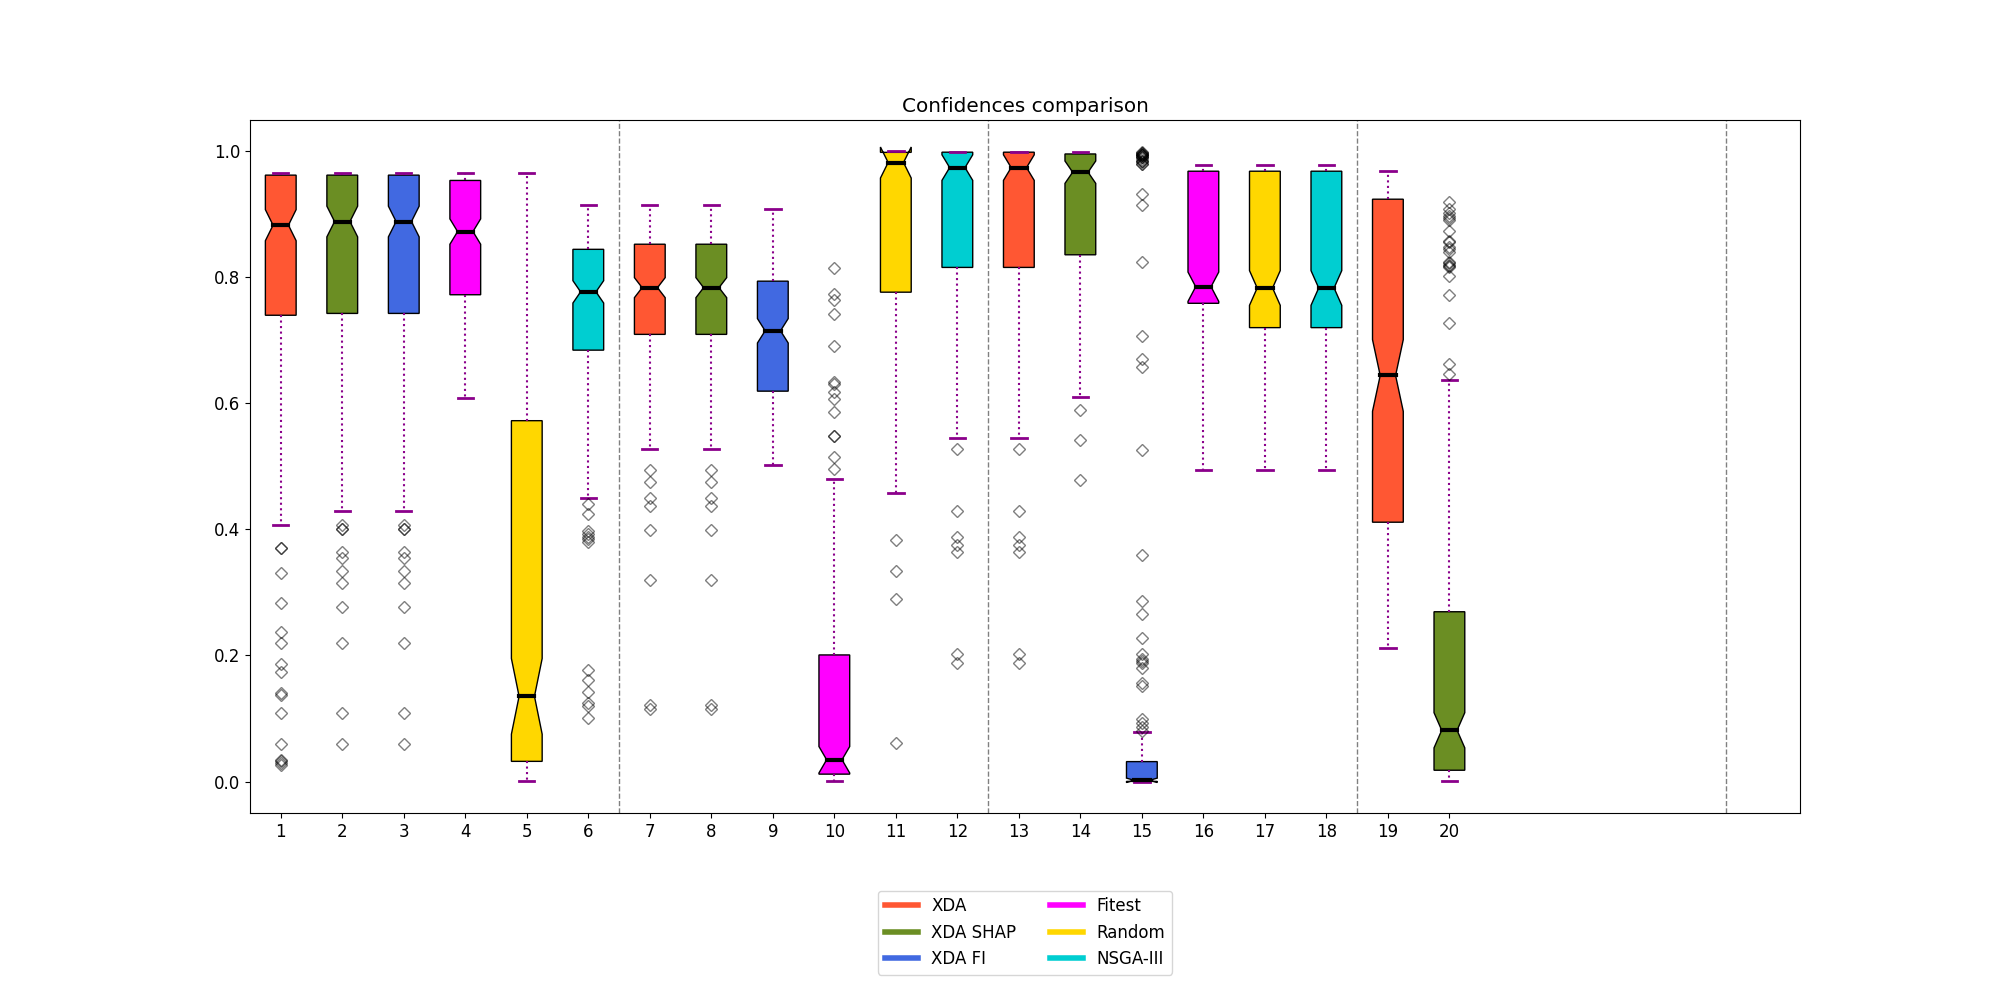 Confidences comparison
1.0
0.8
0.6
0.4
0.2
0.0
1 2 3 4 5 6 7 8 9 10 11 12 13 14 15 16 17 18 19 20
XDA
XDA SHAP
XDA FI
Fitest
Random
NSGA-III